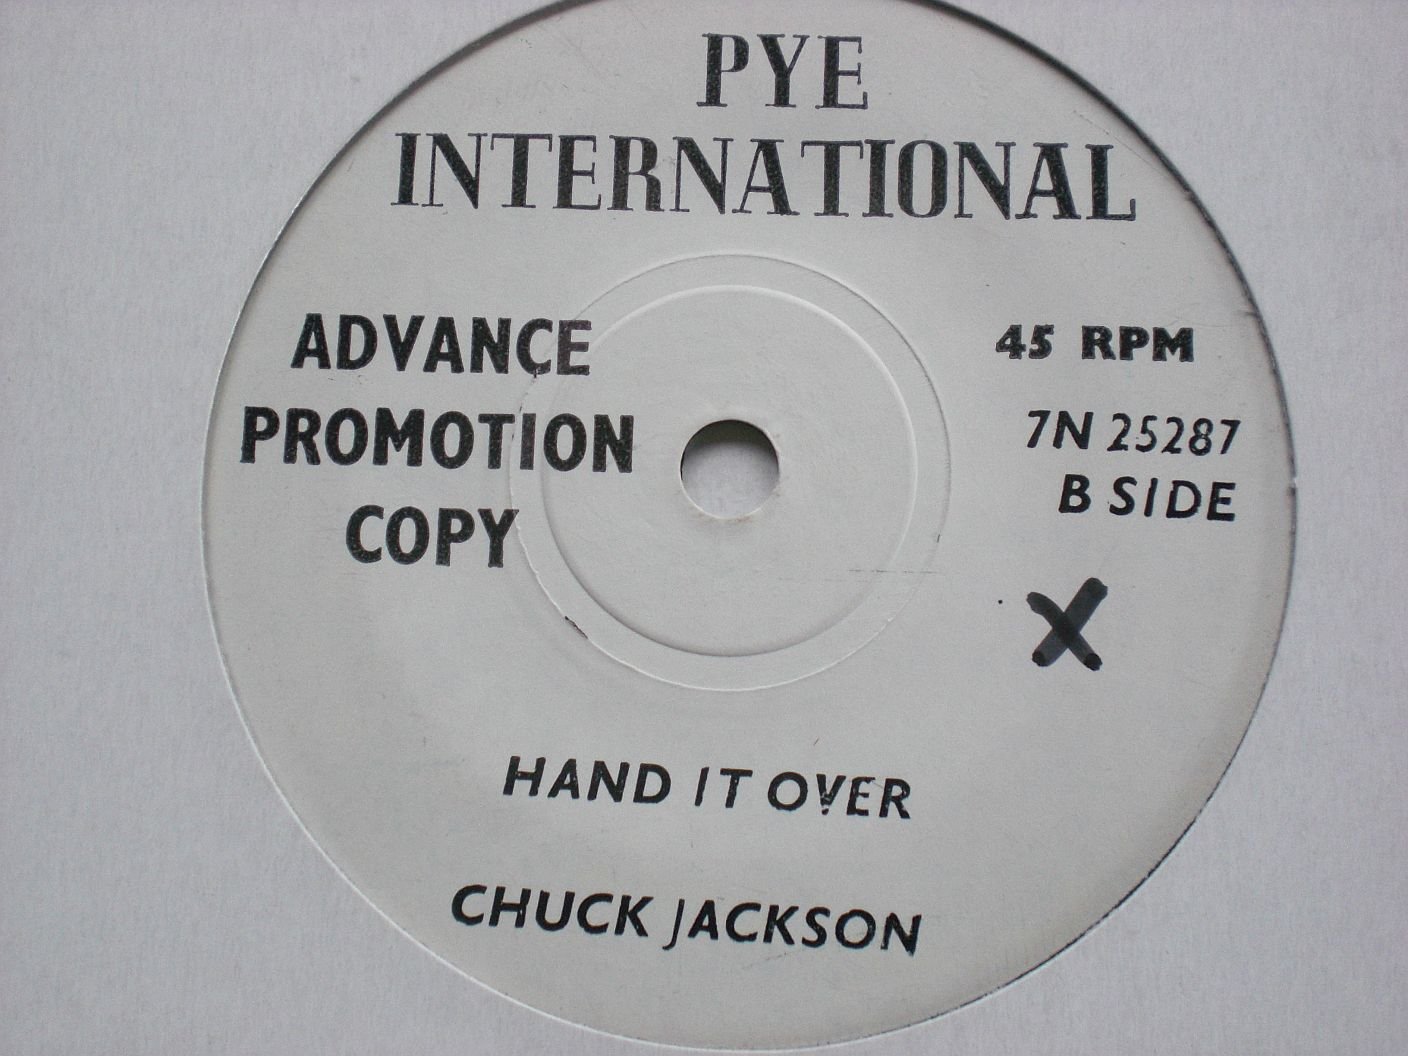 PYE
INTERNATIONAL
ADVANCE
PROMOTION
COPY
45 RPM
7N 25287
B SIDE
X
HAND IT OVER
CHUCK JACKSON